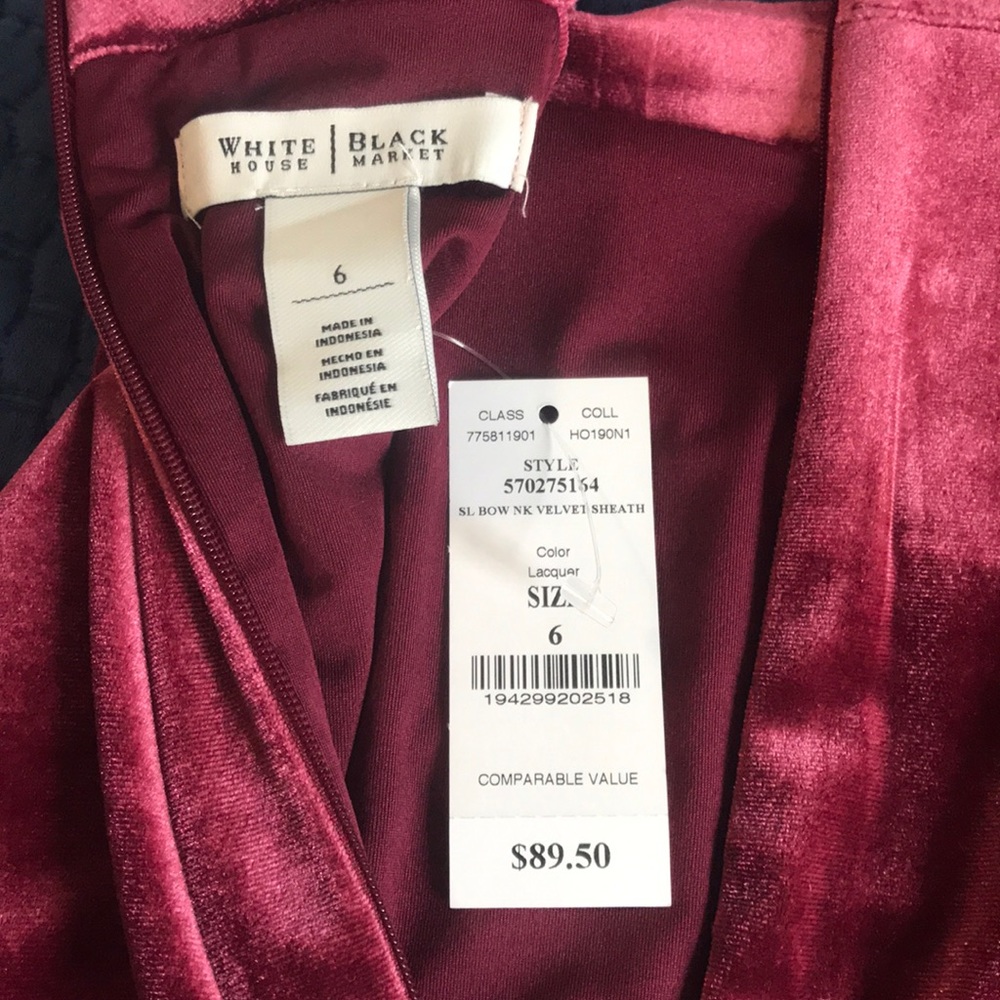 WHITE HOUSE | BLACK MARKET
6
MADE IN
INDONESIA
HECHO EN
INDONESIA
FABRIQUÉ EN
INDONÉSIE
CLASS COLL
775811901 HO190N1
STYLE
570275164
SL BOW NK VELVET SHEATH
Color
Lacquer
6
194299202518
COMPARABLE VALUE
$89.50